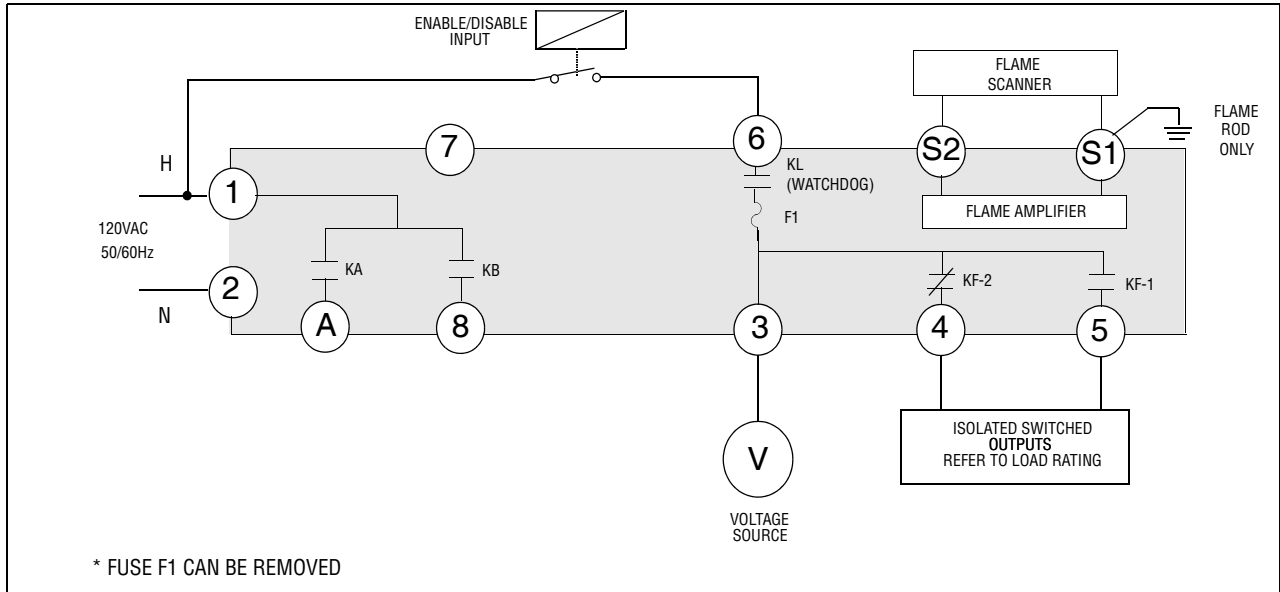 ENABLE/DISABLE
INPUT
FLAME
SCANNER
FLAME
ROD
ONLY
7
6
S2
S1
H
KL
(WATCHDOG)
1
F1
FLAME AMPLIFIER
120VAC
50/60Hz
KA
KB
KF-2
KF-1
2
N
A
8
3
4
5
ISOLATED SWITCHED
OUTPUTS
REFER TO LOAD RATING
V
VOLTAGE
SOURCE
* FUSE F1 CAN BE REMOVED